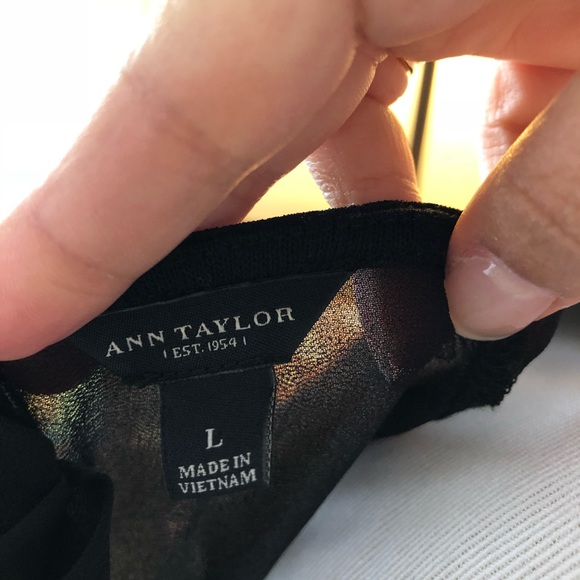 ANN TAYLOR
| EST. 1954 |
L
MADE IN
VIETNAM